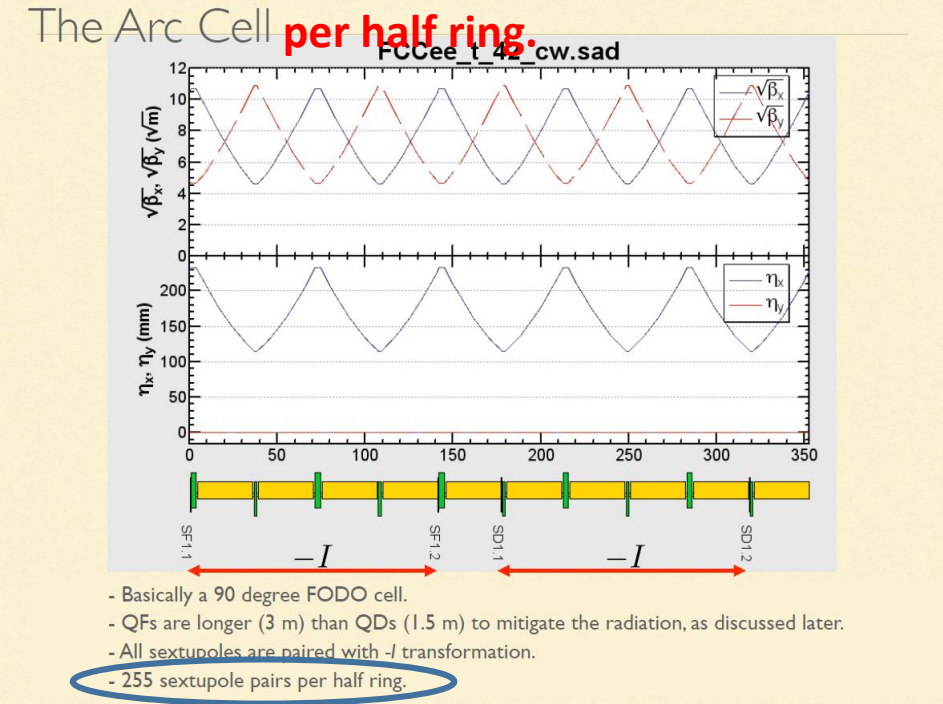 The Arc Cell per half ring.
FCCee_t_42_cw.sad
12
10
8
6
4
2
0
√βx, √βy (√m)
√βx
√βy
200
150
100
50
0
ηx, ηy (mm)
ηx
ηy
0 50 100 150 200 250 300 350
SF1.1 SF1.2 SD1.1 SD1.2
−I −I
- Basically a 90 degree FODO cell.
- QFs are longer (3 m) than QDs (1.5 m) to mitigate the radiation, as discussed later.
- All sextupoles are paired with -I transformation.
- 255 sextupole pairs per half ring.